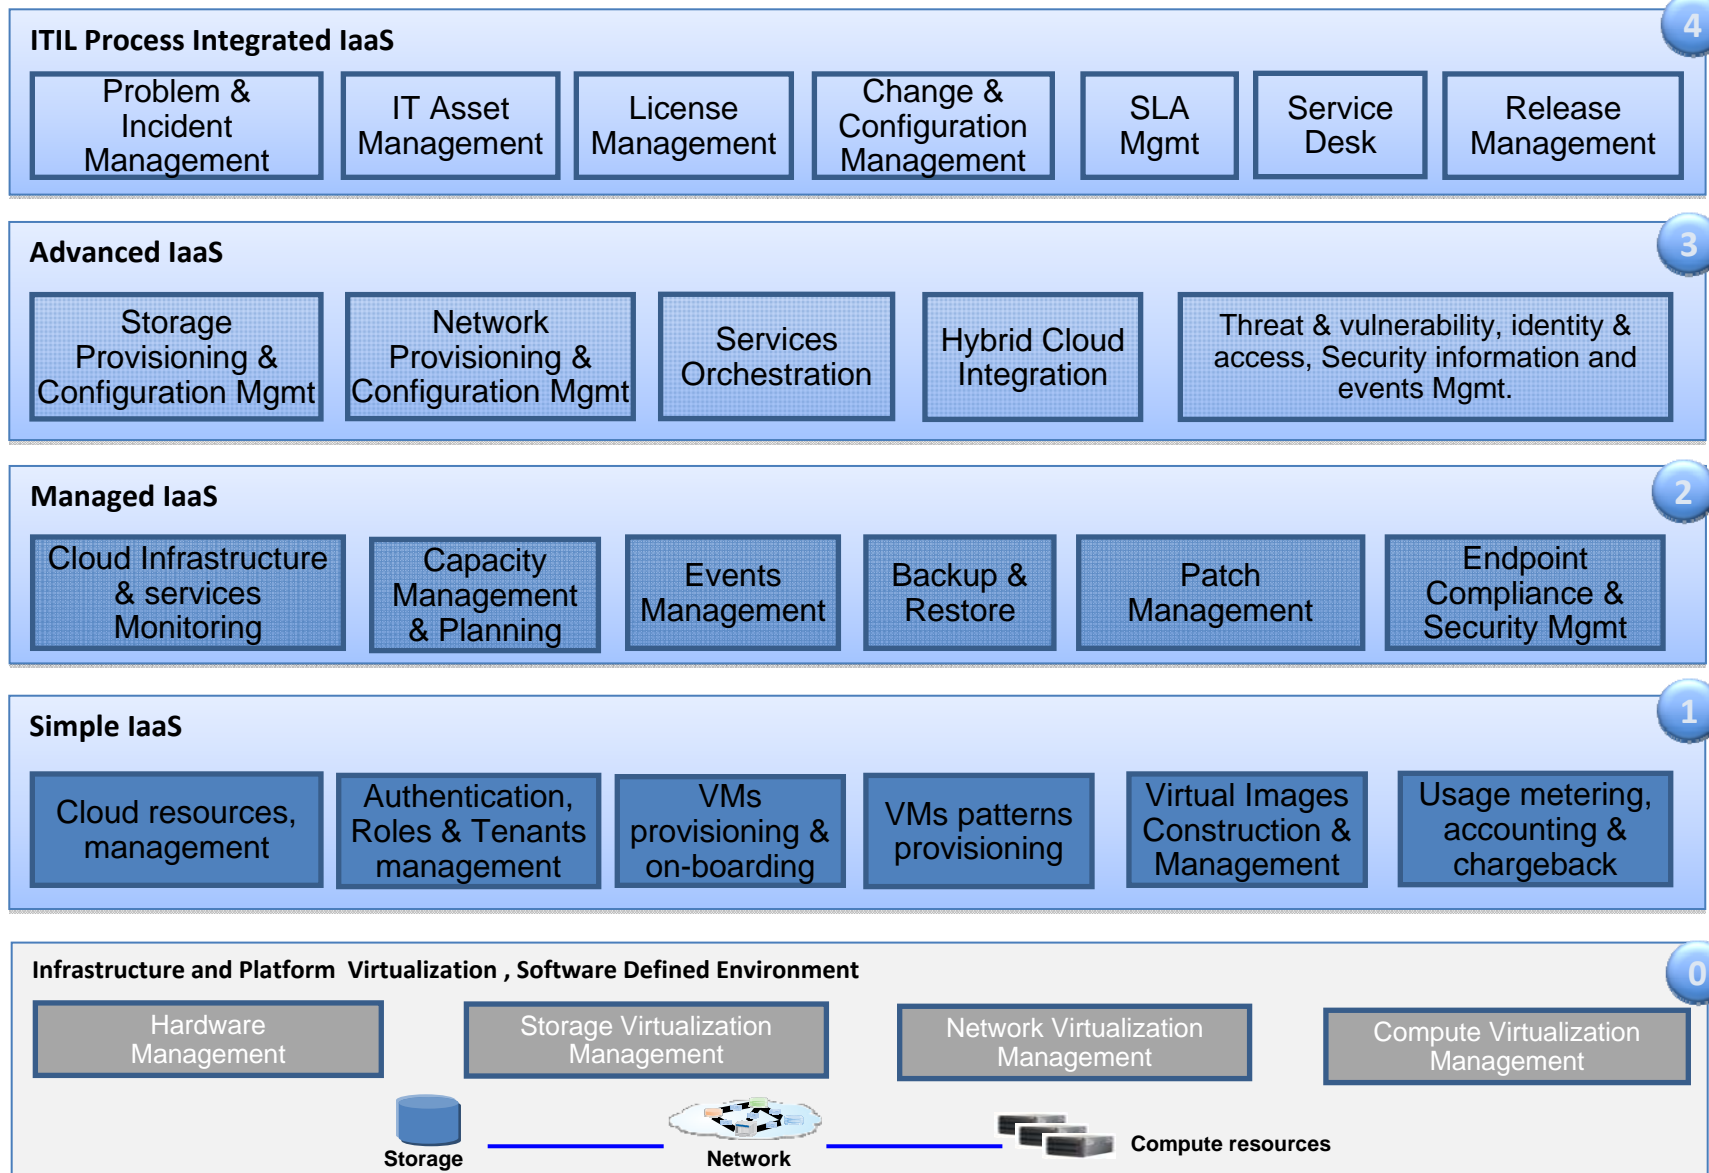 ITIL Process Integrated IaaS
4
Problem &
Incident
Management
IT Asset
Management
License
Management
Change &
Configuration
Management
SLA
Mgmt
Service
Desk
Release
Management
Advanced IaaS
3
Storage
Provisioning &
Configuration Mgmt
Network
Provisioning &
Configuration Mgmt
Services
Orchestration
Hybrid Cloud
Integration
Threat & vulnerability, identity &
access, Security information and
events Mgmt.
Managed IaaS
2
Cloud Infrastructure
& services
Monitoring
Capacity
Management
& Planning
Events
Management
Backup &
Restore
Patch
Management
Endpoint
Compliance &
Security Mgmt
Simple IaaS
1
Cloud resources,
management
Authentication,
Roles & Tenants
management
VMs
provisioning &
on-boarding
VMs patterns
provisioning
Virtual Images
Construction &
Management
Usage metering,
accounting &
chargeback
Infrastructure and Platform  Virtualization , Software Defined Environment
0
Hardware
Management
Storage Virtualization
Management
Network Virtualization
Management
Compute Virtualization
Management
Storage
Network
Compute resources